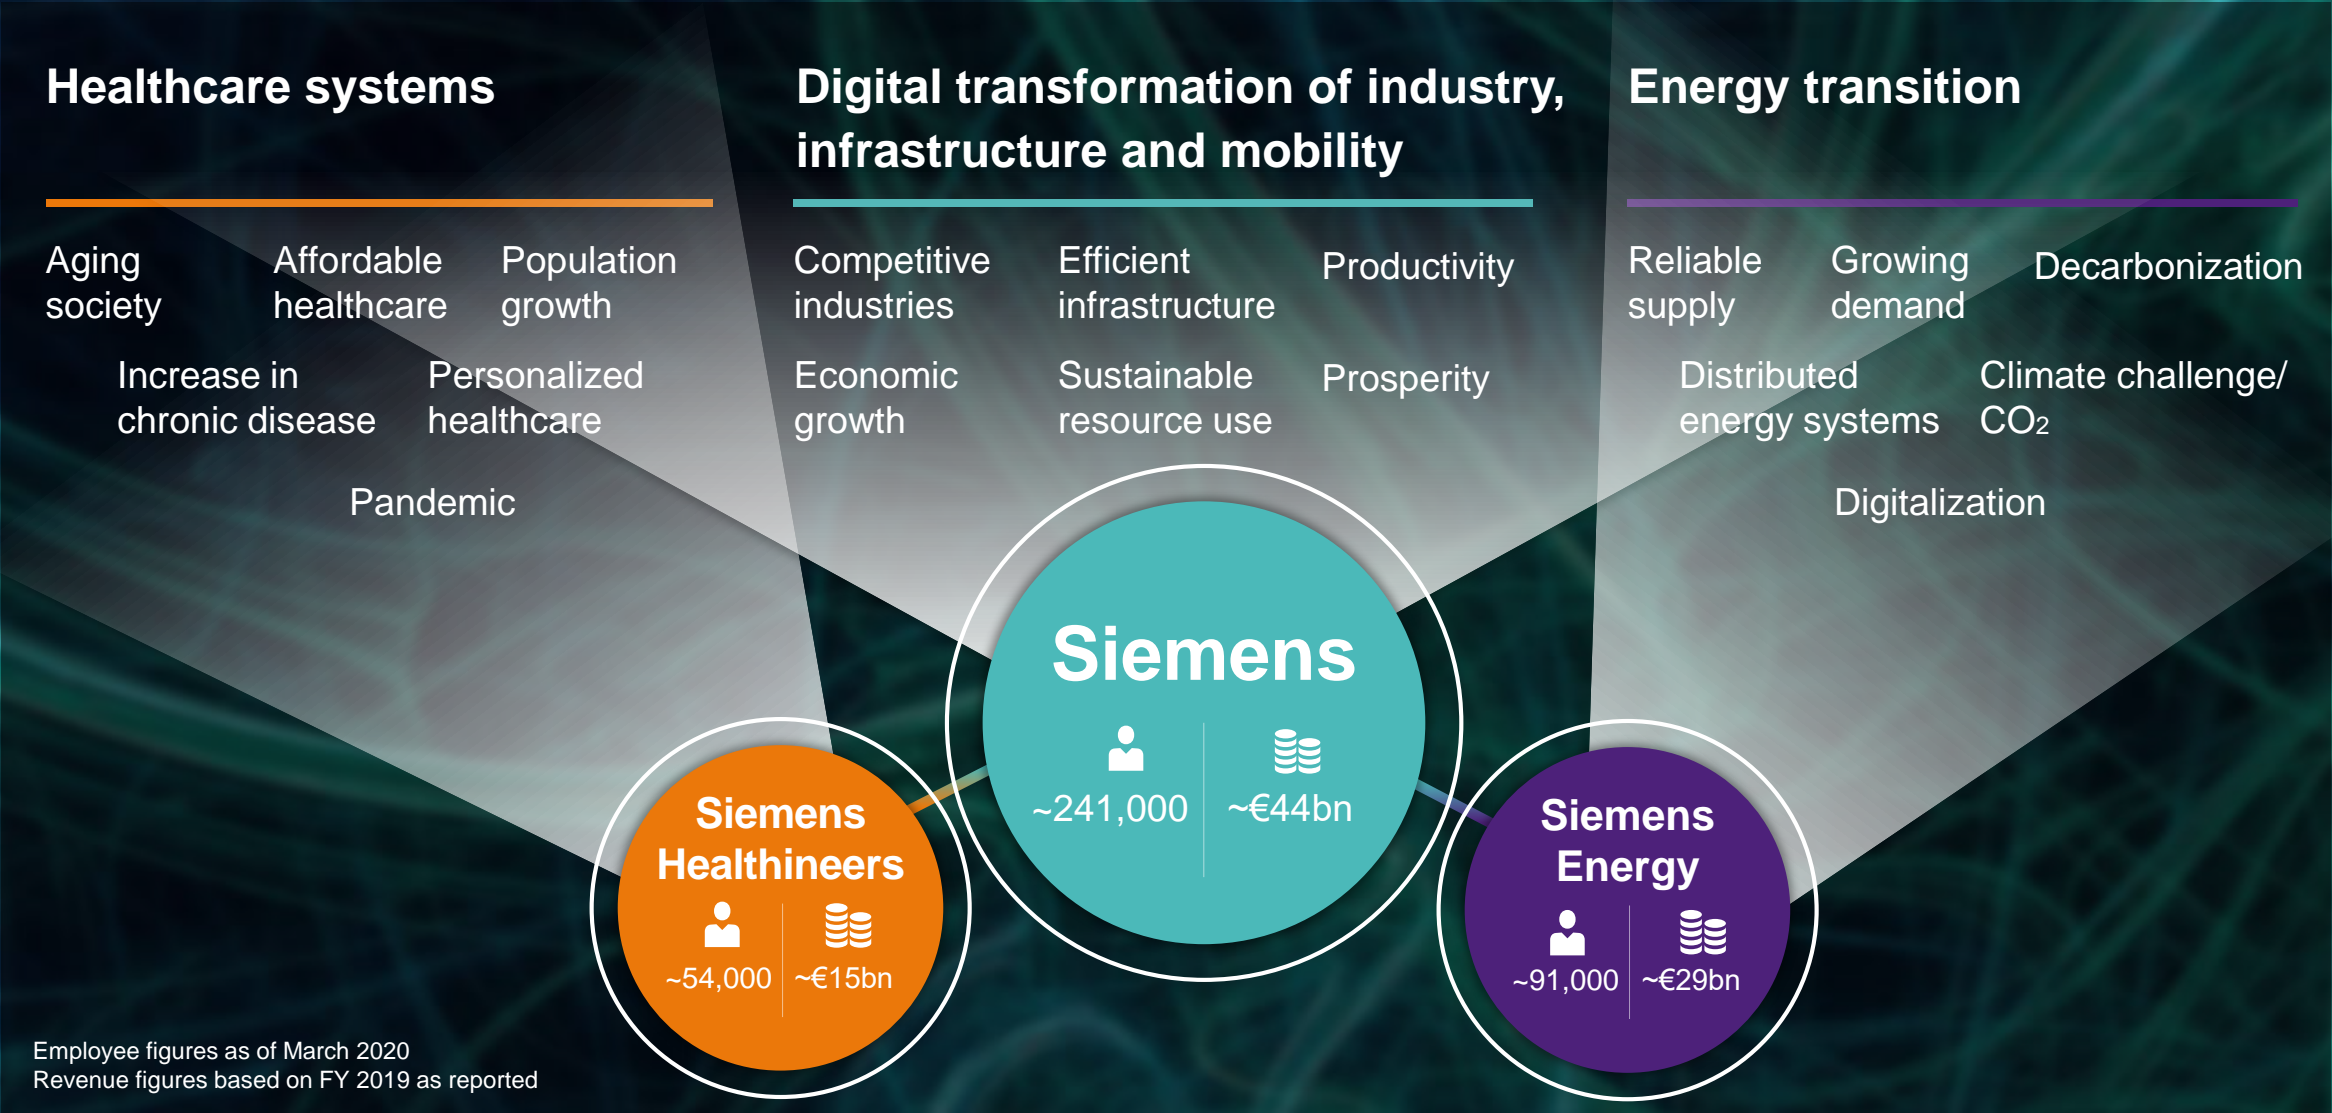 Healthcare systems
Digital transformation of industry,
infrastructure and mobility
Energy transition
Aging
society
Affordable
healthcare
Population
growth
Increase in
chronic disease
Personalized
healthcare
Pandemic
Competitive
industries
Efficient
infrastructure
Productivity
Economic
growth
Sustainable
resource use
Prosperity
Reliable
supply
Growing
demand
Decarbonization
Distributed
energy systems
Climate challenge/
CO2
Digitalization
Siemens
~241,000
~€44bn
Siemens
Healthineers
~54,000
~€15bn
Siemens
Energy
~91,000
~€29bn
Employee figures as of March 2020
Revenue figures based on FY 2019 as reported